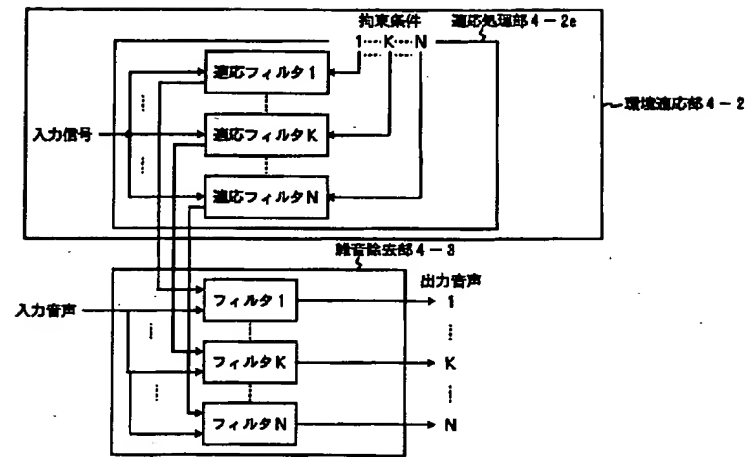 拘束条件
適応処理部4-2e
1 K N
適応フィルタ1
環境適応部4-2
入力信号
適応フィルタK
適応フィルタN
雑音除去部4-3
出力音声
フィルタ1
1
入力音声
フィルタK
K
フィルタN
N